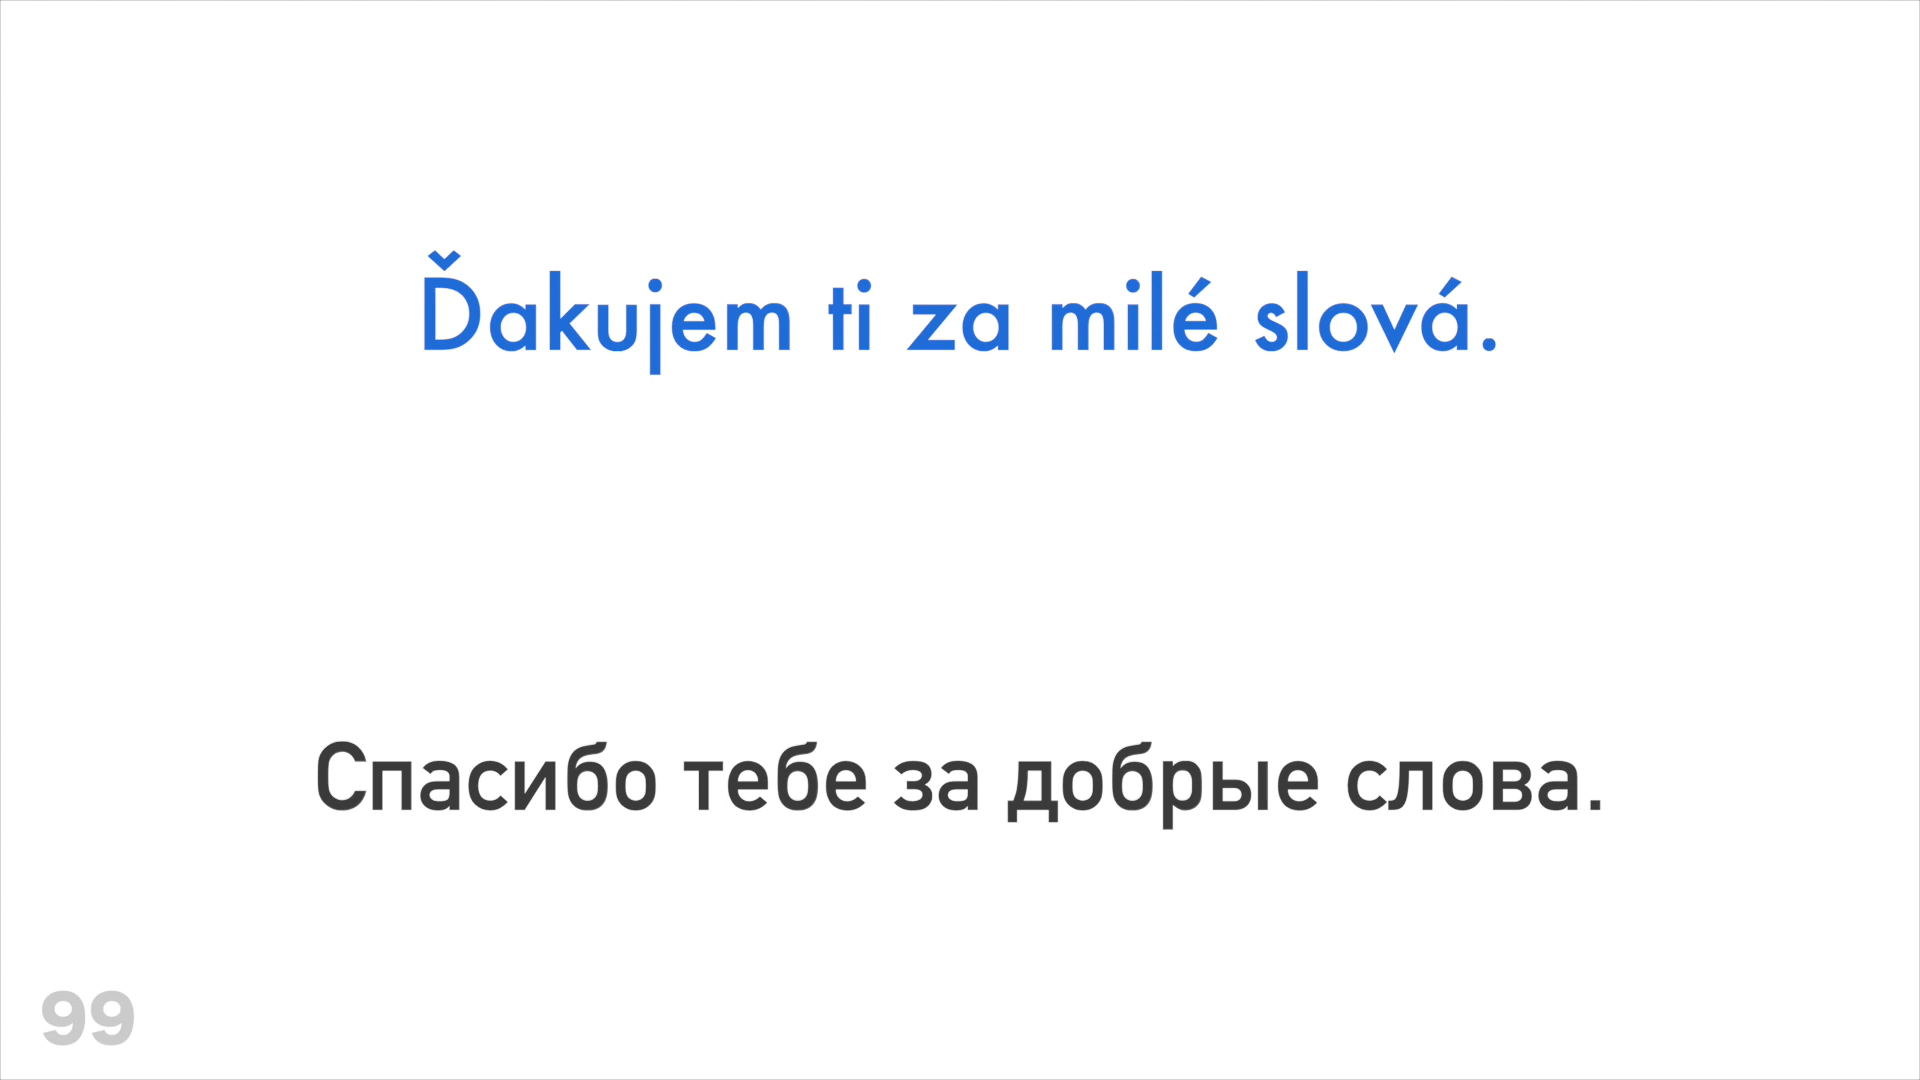 Ďakujem ti za milé slová.
Спасибо тебе за добрые слова.
99